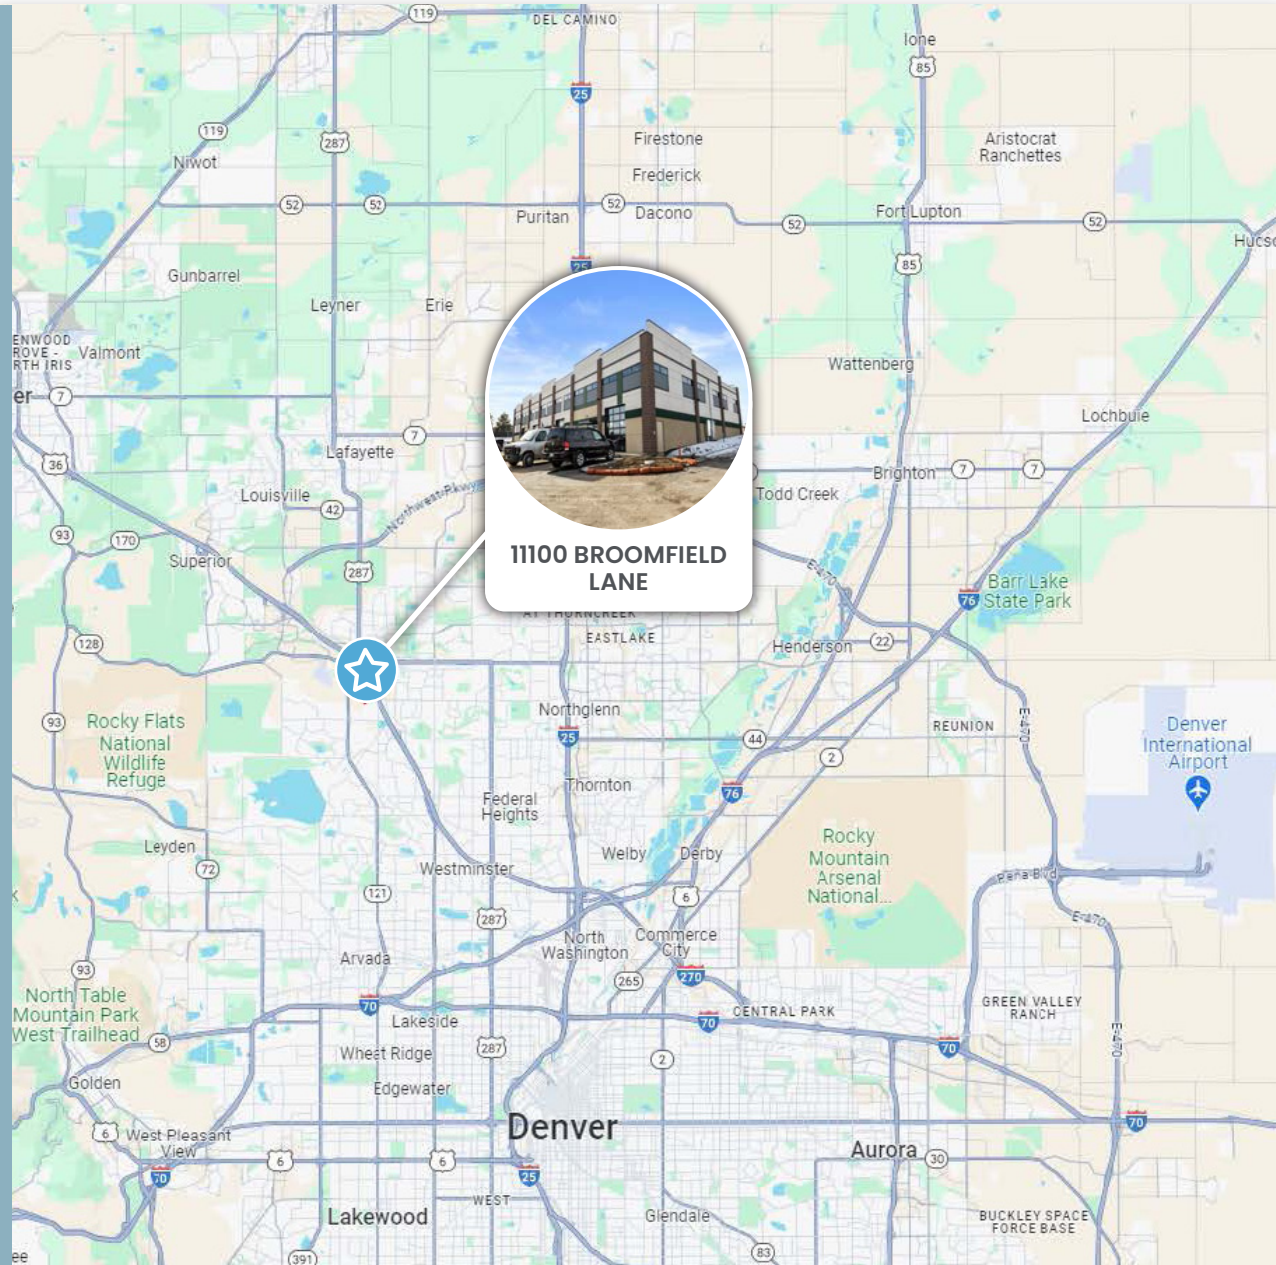 119
DEL CAMINO
Ione
85
25
119
287
Firestone
Aristocrat
Ranchettes
Niwot
Frederick
52
52
52
Puritan
Dacono
52
Fort Lupton
52
Gunbarrel
25
85
Leyner
Erie
Valmont
Wattenberg
7
Lochbuie
7
Lafayette
36
Brighton
7
7
Louisville
Northwest Pkwy
Todd Creek
42
93
170
11100 BROOMFIELD
LANE
Superior
287
E-470
Barr Lake
State Park
76
AT THORNCREEK
EASTLAKE
128
Henderson
22
93
Rocky Flats
National
Wildlife
Refuge
Northglenn
25
44
REUNION
E-470
Denver
International
Airport
2
Thornton
76
Federal
Heights
Leyden
72
Westminster
Welby
Derby
Rocky
Mountain
Arsenal
National...
Pena Blvd
121
6
287
E-470
North
Washington
Commerce
City
Arvada
93
265
270
North Table
Mountain Park
West Trailhead
70
Lakeside
70
CENTRAL PARK
GREEN VALLEY
RANCH
58
Wheat Ridge
287
2
70
E-470
Golden
Edgewater
Denver
70
6
West Pleasant
View
6
6
Aurora
30
70
25
WEST
Lakewood
Glendale
BUCKLEY SPACE
FORCE BASE
391
83